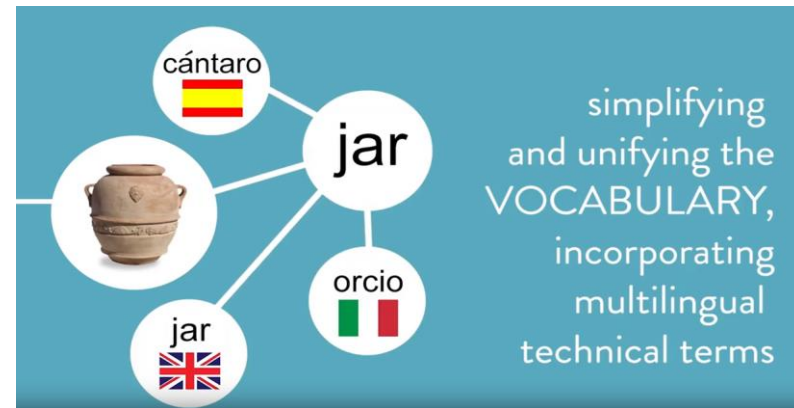 cántaro
jar
orcio
jar
simplifying
and unifying the
VOCABULARY,
incorporating
multilingual
technical terms